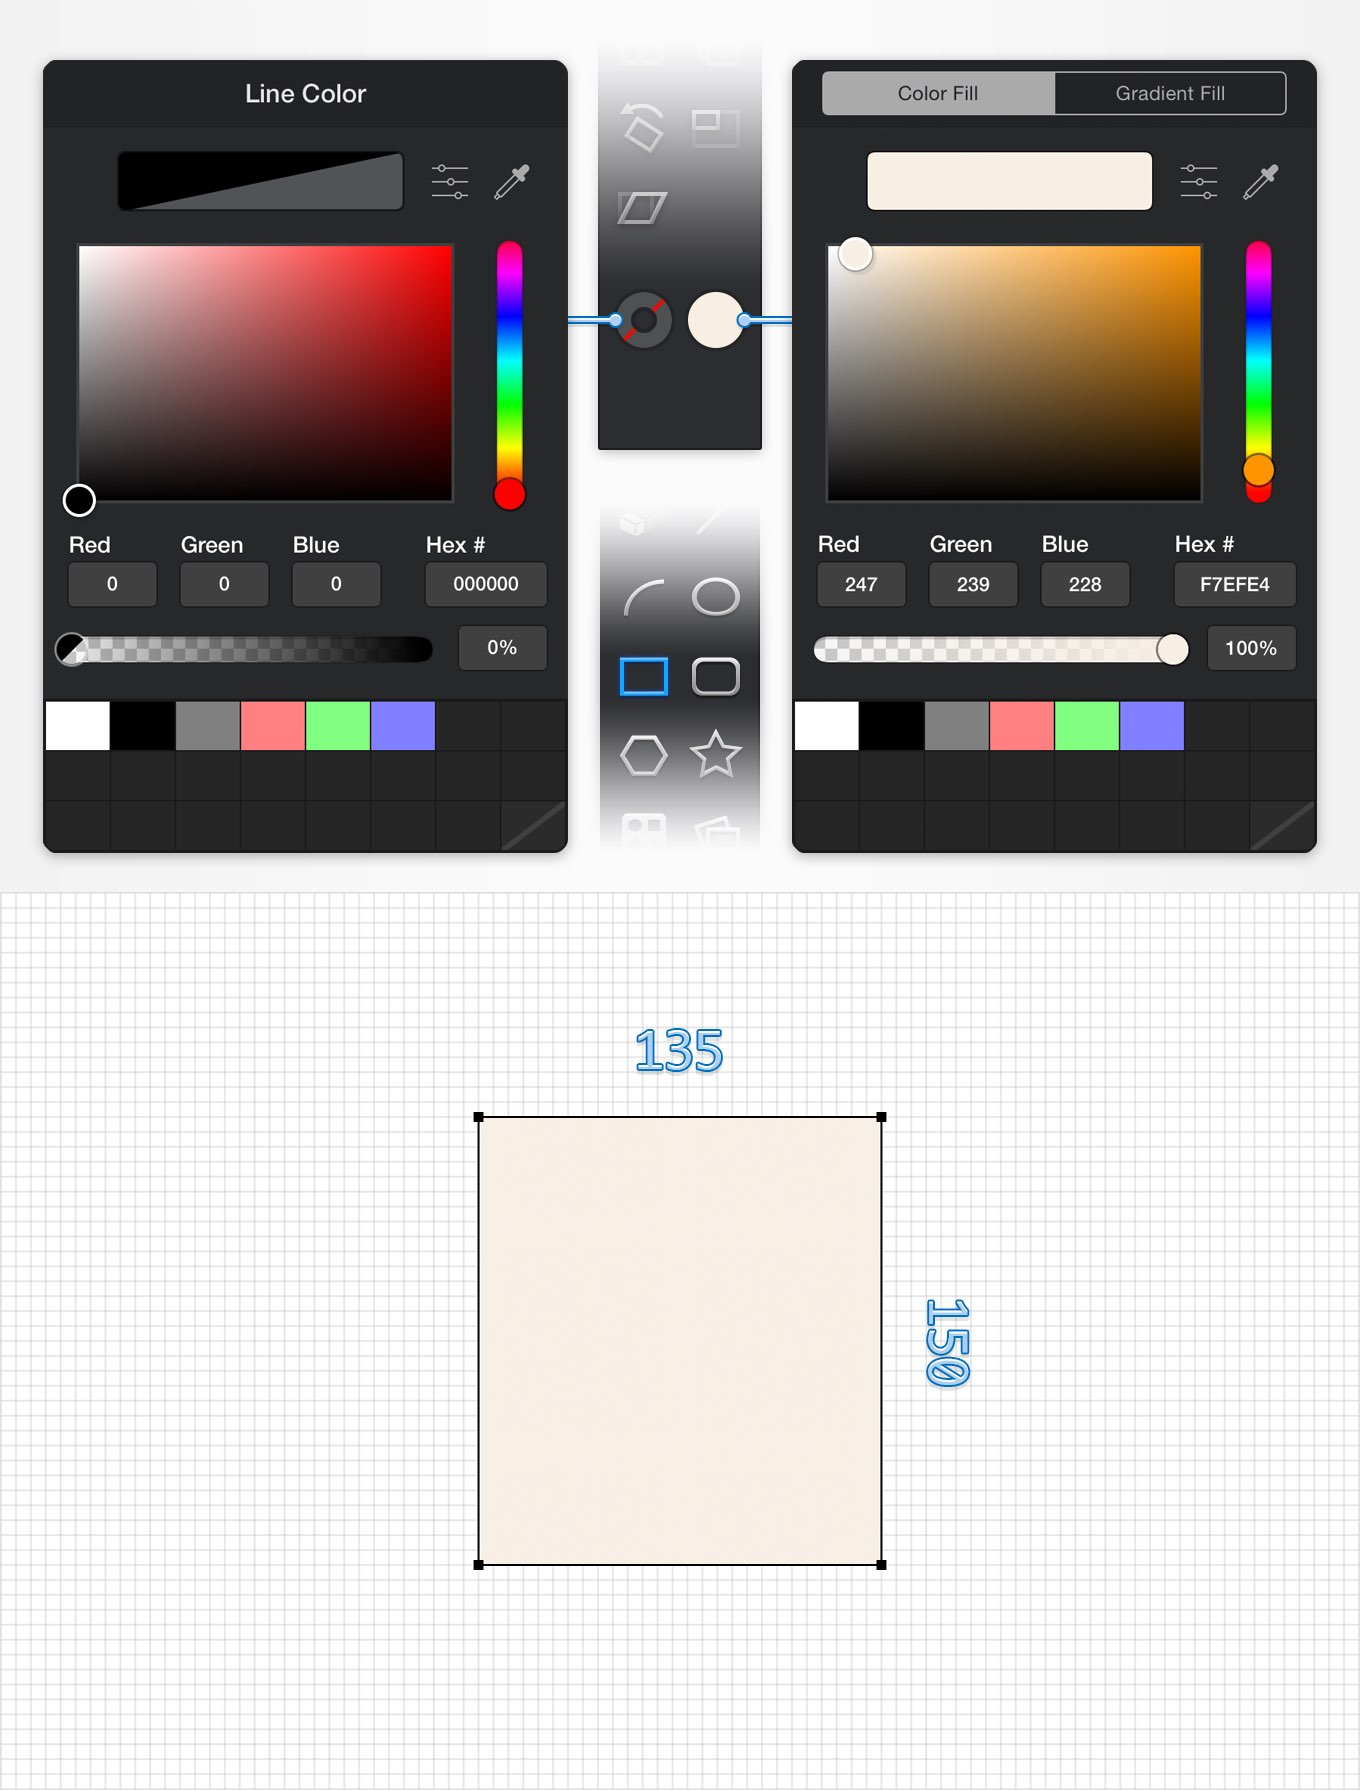 Line Color
Red Green Blue Hex #
0 0 0 000000
0%
Color Fill Gradient Fill
Red Green Blue Hex #
247 239 228 F7EFE4
100%
135
150